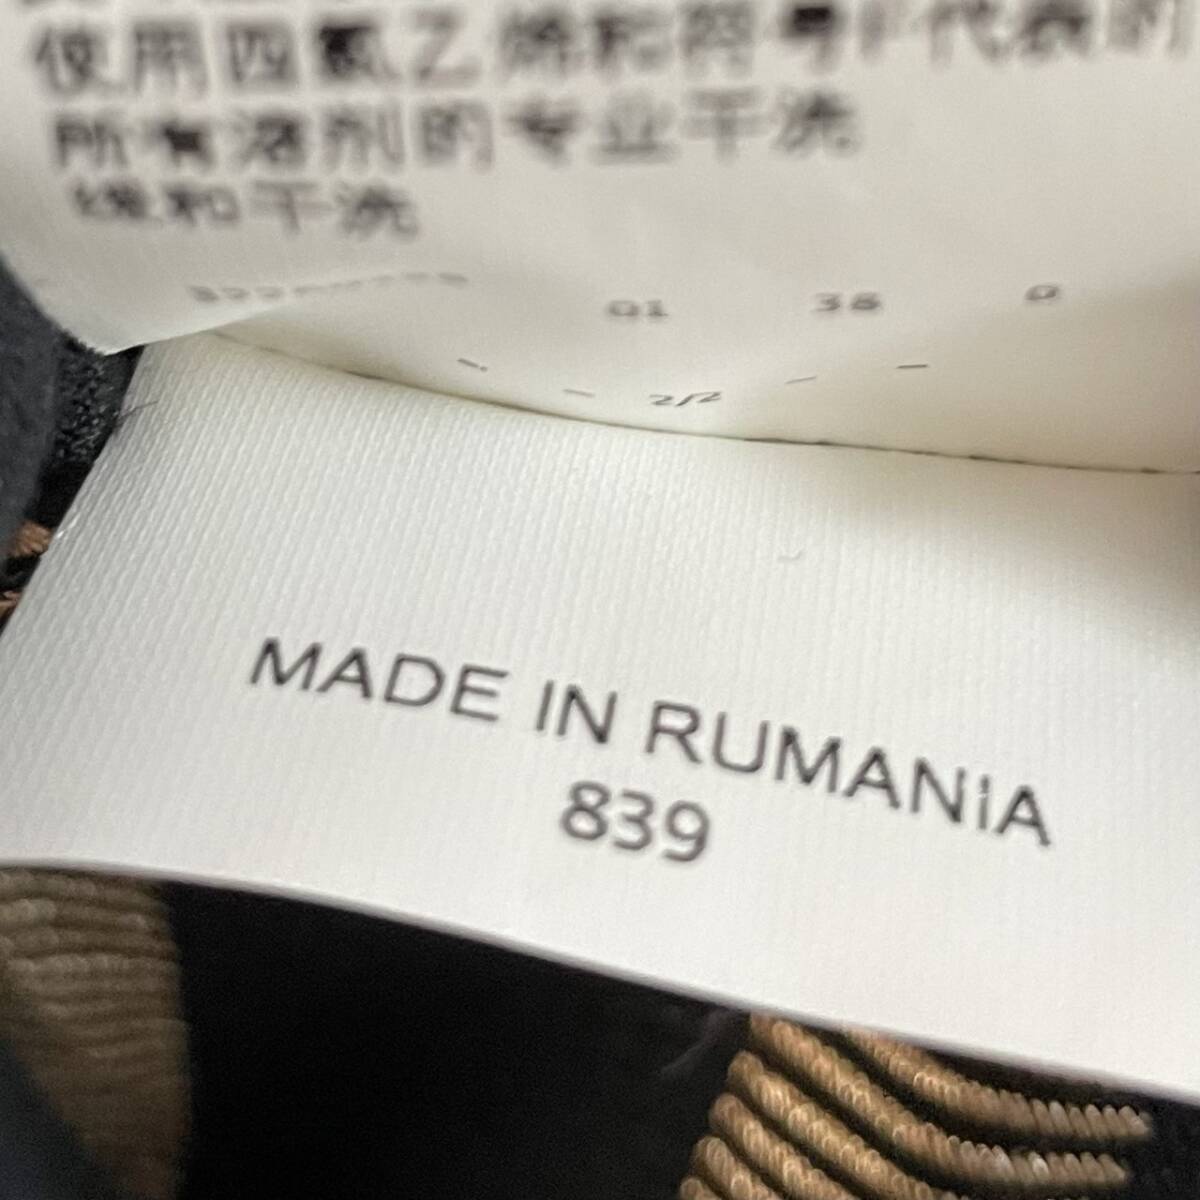 使用四氯乙烯和符号F代表的
所有溶剂的专业干洗
缓和干洗
01 38 0
2/2
MADE IN RUMANiA
839